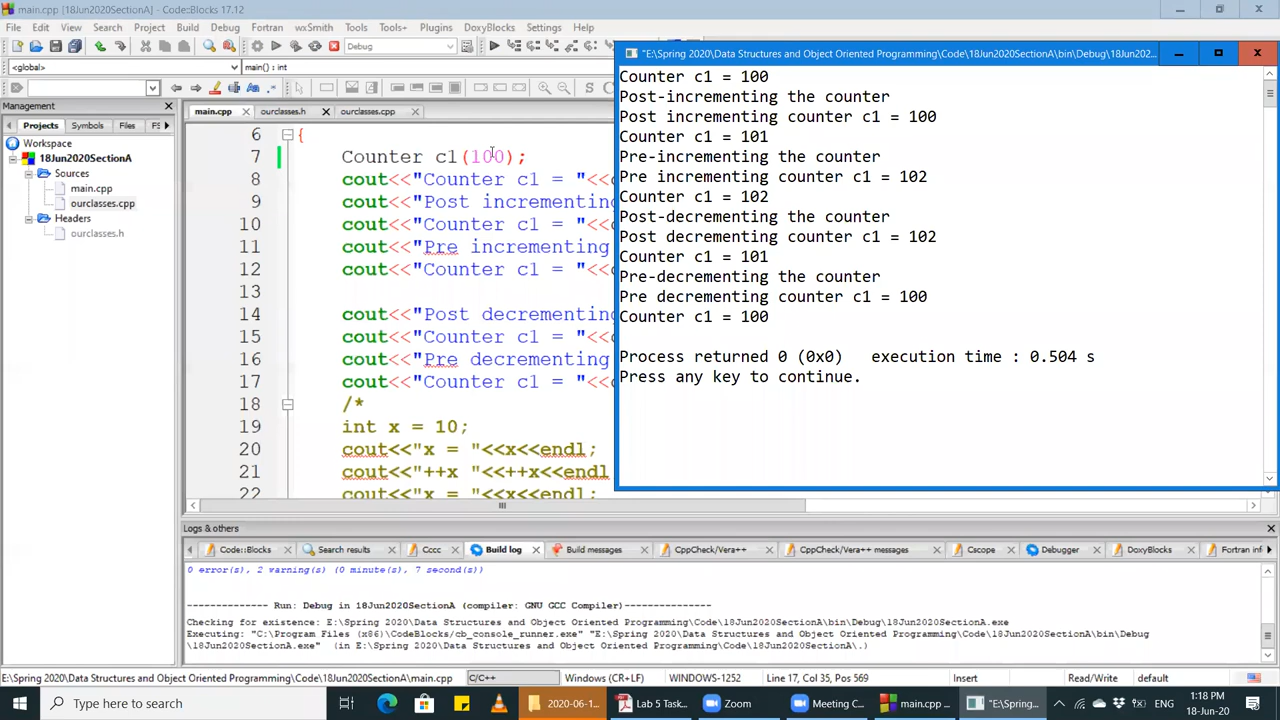 main.cpp [18Jun2020SectionA] - Code::Blocks 17.12
File Edit View Search Project Build Debug Fortran wxSmith Tools Tools+ Plugins DoxyBlocks Settings Help
Debug
<global>
main() : int
Management
Projects Symbols Files FS
Workspace
18Jun2020SectionA
Sources
main.cpp
ourclasses.cpp
Headers
ourclasses.h
main.cpp ourclasses.h ourclasses.cpp
6 {
7 Counter c1(100);
8 cout<<"Counter c1 = "<<c
9 cout<<"Post incrementing
10 cout<<"Counter c1 = "<<c
11 cout<<"Pre incrementing
12 cout<<"Counter c1 = "<<c
13
14 cout<<"Post decrementing
15 cout<<"Counter c1 = "<<c
16 cout<<"Pre decrementing
17 cout<<"Counter c1 = "<<c
18 /*
19 int x = 10;
20 cout<<"x = "<<x<<endl;
21 cout<<"++x "<<++x<<endl
22 cout<<"x = "<<x<<endl;
"E:\Spring 2020\Data Structures and Object Oriented Programming\Code\18Jun2020SectionA\bin\Debug\18Jun202...
Counter c1 = 100
Post-incrementing the counter
Post incrementing counter c1 = 100
Counter c1 = 101
Pre-incrementing the counter
Pre incrementing counter c1 = 102
Counter c1 = 102
Post-decrementing the counter
Post decrementing counter c1 = 102
Counter c1 = 101
Pre-decrementing the counter
Pre decrementing counter c1 = 100
Counter c1 = 100
Process returned 0 (0x0) execution time : 0.504 s
Press any key to continue.
Logs & others
Code::Blocks Search results Cccc Build log Build messages CppCheck/Vera++ CppCheck/Vera++ messages Cscope Debugger DoxyBlocks Fortran inf
0 error(s), 2 warning(s) (0 minute(s), 7 second(s))
-------------- Run: Debug in 18Jun2020SectionA (compiler: GNU GCC Compiler)---------------
Checking for existence: E:\Spring 2020\Data Structures and Object Oriented Programming\Code\18Jun2020SectionA\bin\Debug\18Jun2020SectionA.exe
Executing: "C:\Program Files (x86)\CodeBlocks/cb_console_runner.exe" "E:\Spring 2020\Data Structures and Object Oriented Programming\Code\18Jun2020SectionA\bin\Debug
\18Jun2020SectionA.exe" (in E:\Spring 2020\Data Structures and Object Oriented Programming\Code\18Jun2020SectionA\.)
E:\Spring 2020\Data Structures and Object Oriented Programming\Code\18Jun2020SectionA\main.cpp C/C++ Windows (CR+LF) WINDOWS-1252 Line 17, Col 35, Pos 569 Insert Read/Write default
Type here to search
2020-06-1... Lab 5 Task... Zoom Meeting C... main.cpp ... "E:\Spring... ENG
1:18 PM
18-Jun-20